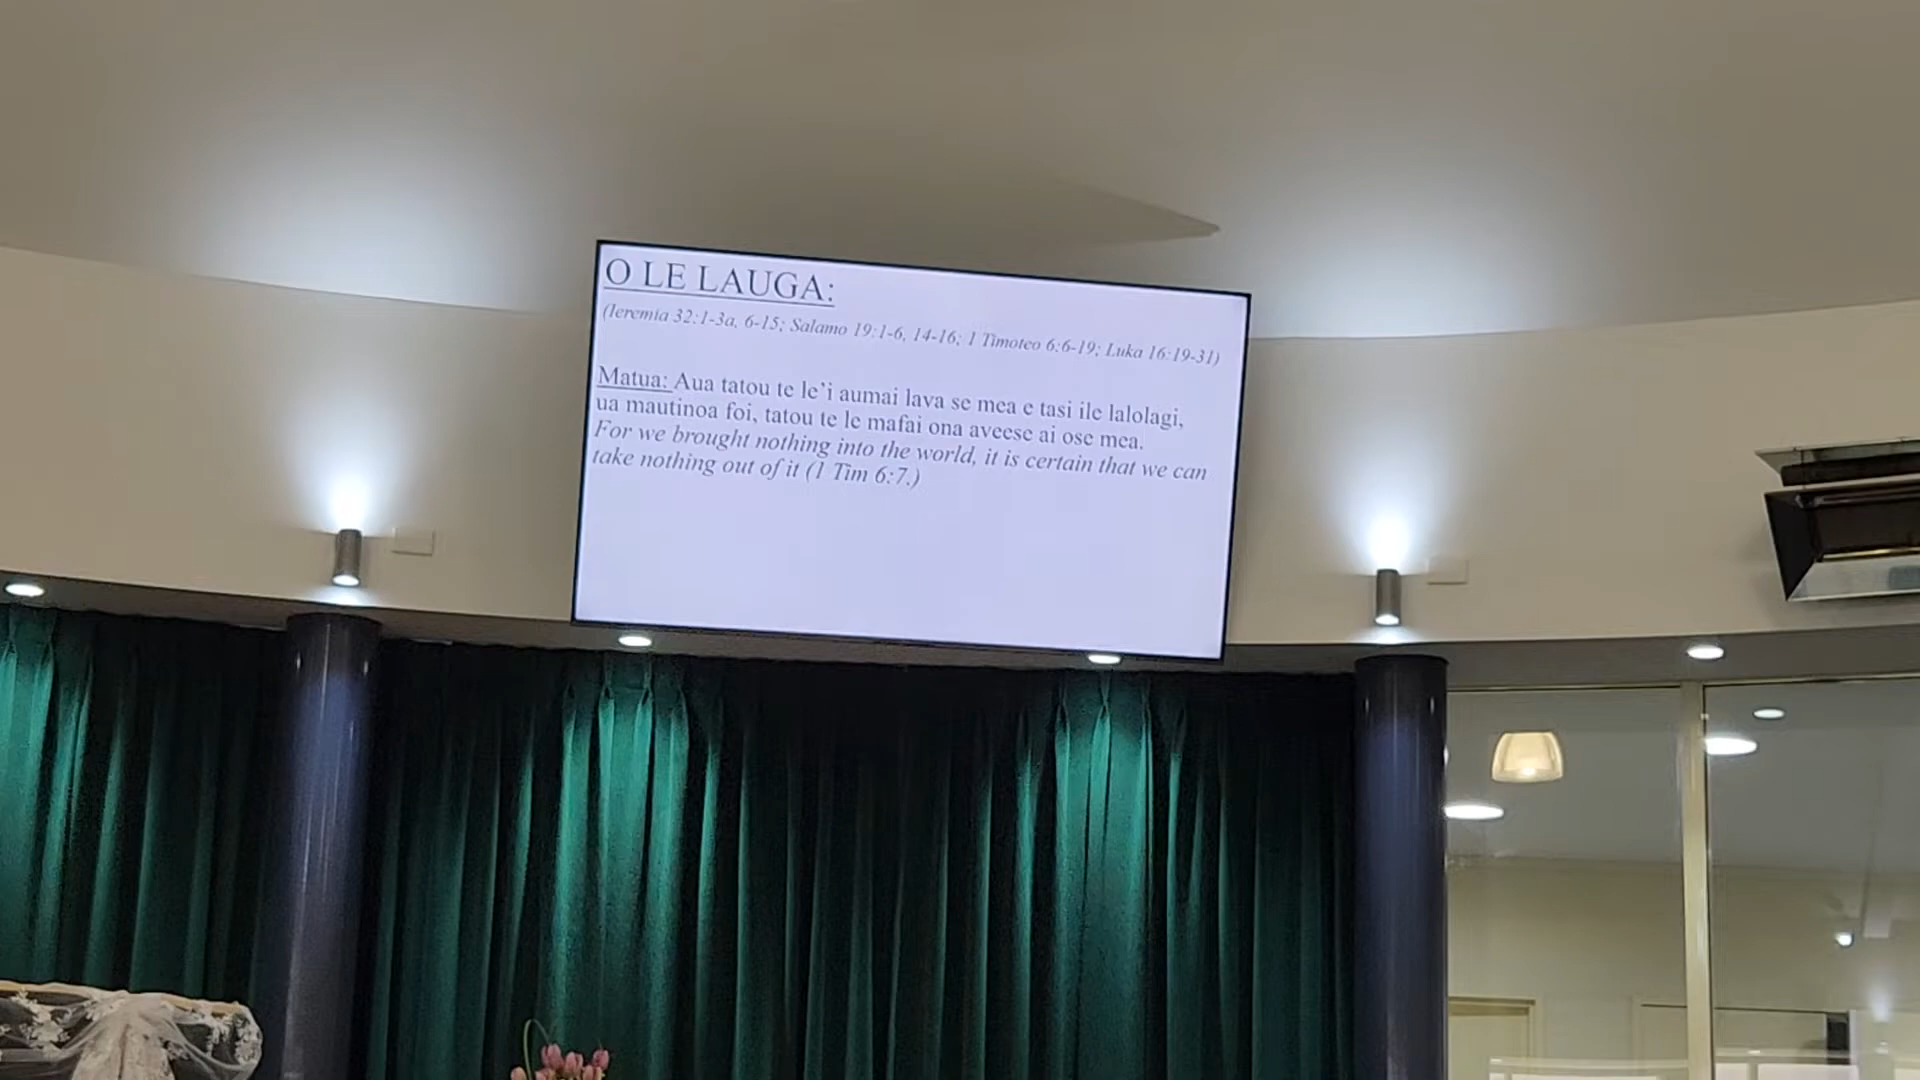 O LE LAUGA:
(Ieremia 32:1-3a, 6-15; Salamo 19:1-6, 14-16; 1 Timoteo 6:6-19; Luka 16:19-31)
Matua: Aua tatou te le’i aumai lava se mea e tasi ile lalolagi,
ua mautinoa foi, tatou te le mafai ona aveese ai ose mea.
For we brought nothing into the world, it is certain that we can
take nothing out of it (1 Tim 6:7.)